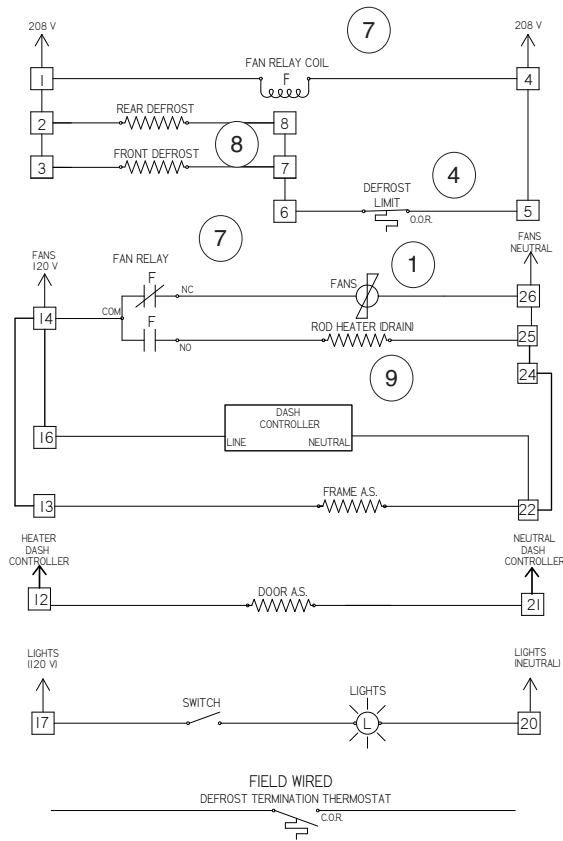 7
208 V
208 V
FAN RELAY COIL
F
1
4
REAR DEFROST
2
8
8
FRONT DEFROST
3
7
4
DEFROST
LIMIT
6
O.O.R.
5
7
FANS
120 V
FANS
NEUTRAL
FAN RELAY
1
F
NC
FANS
26
14
COM
F
NO
ROD HEATER (DRAIN)
25
24
9
DASH
CONTROLLER
16
LINE
NEUTRAL
FRAME A.S.
13
22
HEATER
DASH
CONTROLLER
NEUTRAL
DASH
CONTROLLER
DOOR A.S.
12
21
LIGHTS
(120 V)
LIGHTS
(NEUTRAL)
SWITCH
LIGHTS
17
L
20
FIELD WIRED
DEFROST TERMINATION THERMOSTAT
C.O.R.